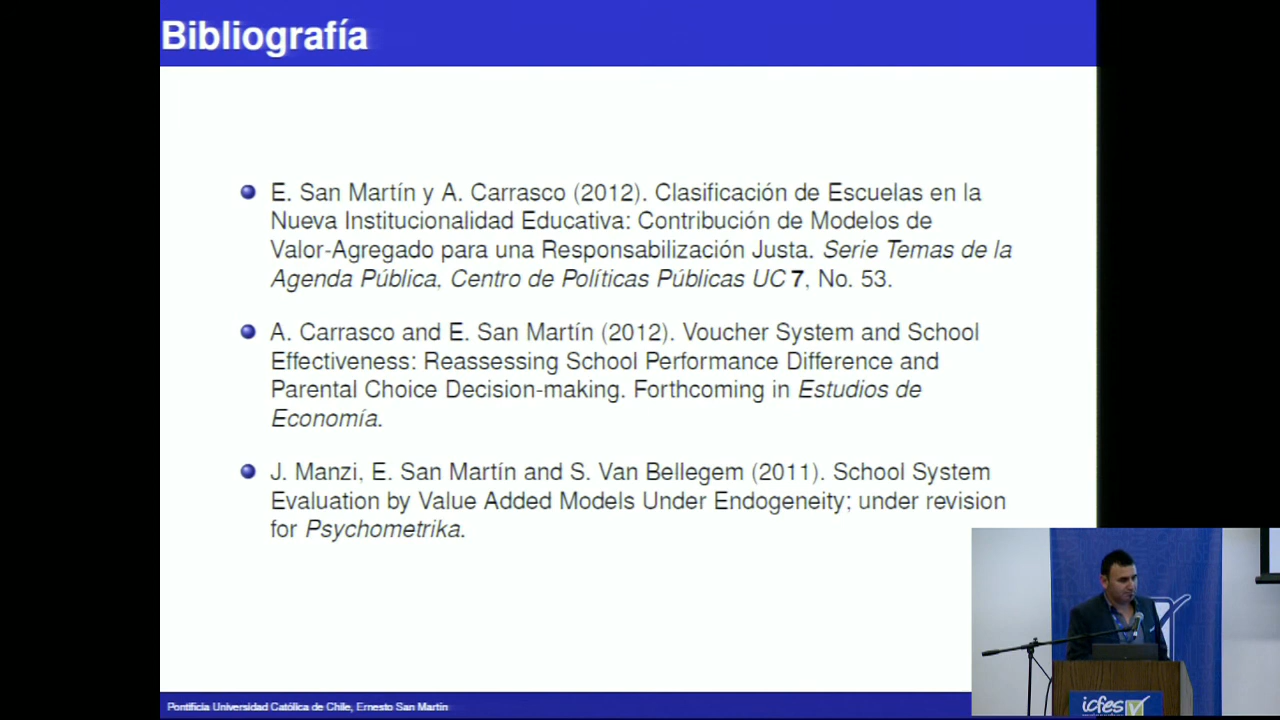 Bibliografía
E. San Martín y A. Carrasco (2012). Clasificación de Escuelas en la
Nueva Institucionalidad Educativa: Contribución de Modelos de
Valor-Agregado para una Responsabilización Justa. Serie Temas de la
Agenda Pública, Centro de Políticas Públicas UC 7, No. 53.
A. Carrasco and E. San Martín (2012). Voucher System and School
Effectiveness: Reassessing School Performance Difference and
Parental Choice Decision-making. Forthcoming in Estudios de
Economía.
J. Manzi, E. San Martín and S. Van Bellegem (2011). School System
Evaluation by Value Added Models Under Endogeneity; under revision
for Psychometrika.
Pontificia Universidad Católica de Chile, Ernesto San Martín
icfes